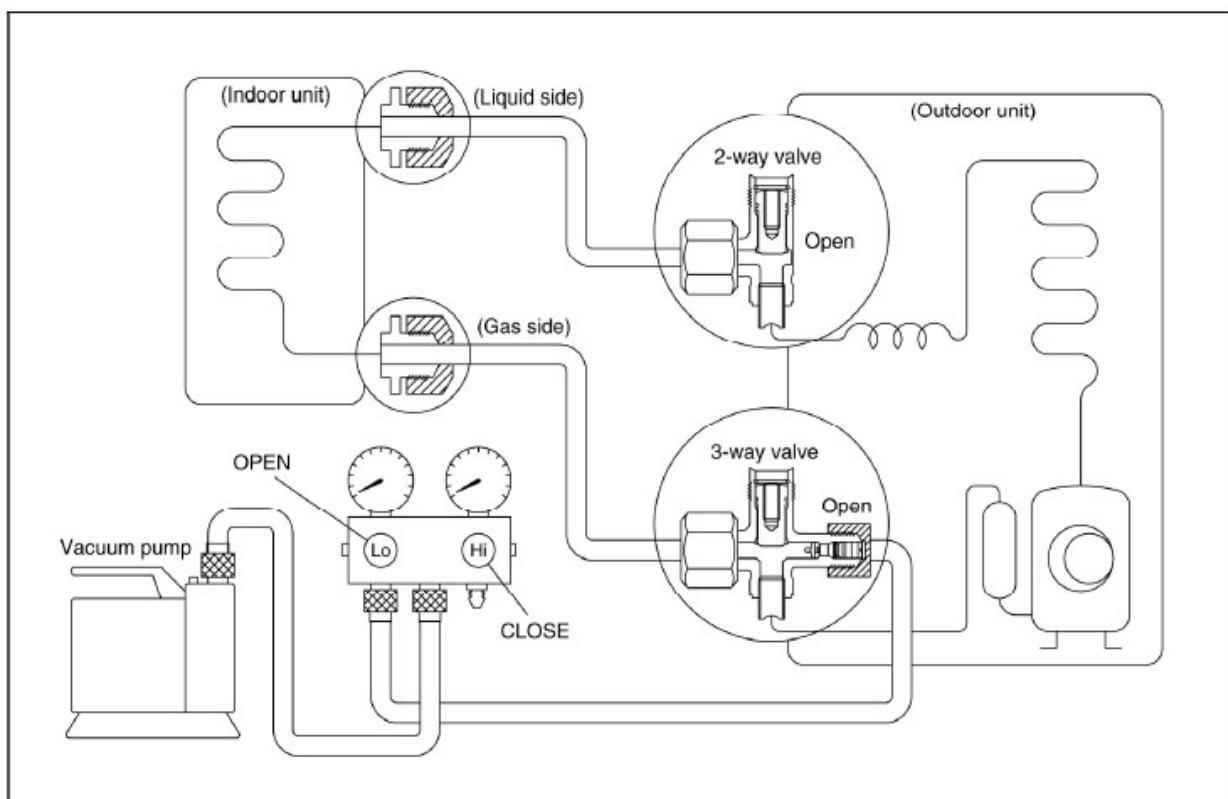 (Indoor unit)
(Liquid side)
(Outdoor unit)
2-way valve
Open
(Gas side)
3-way valve
Open
OPEN
Vacuum pump
Lo
Hi
CLOSE